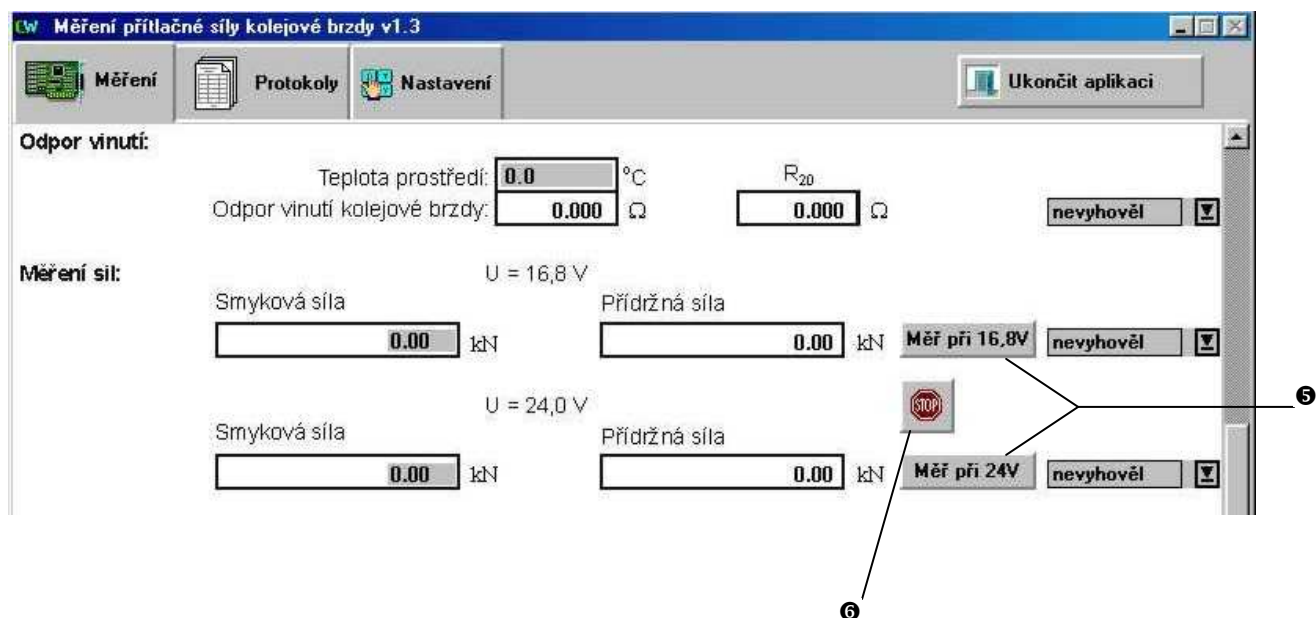 CW Měření přítlačné síly kolejové brzdy v1.3
Měření Protokoly Nastavení Ukončit aplikaci
Odpor vinutí:
Teplota prostředí: 0.0 °C R20
Odpor vinutí kolejové brzdy: 0.000 Ω 0.000 Ω nevyhověl
Měření sil: U = 16,8 V
Smyková síla Přídržná síla
0.00 kN 0.00 kN Měř při 16,8V nevyhověl
❺
U = 24,0 V STOP
Smyková síla Přídržná síla
0.00 kN 0.00 kN Měř při 24V nevyhověl
❻